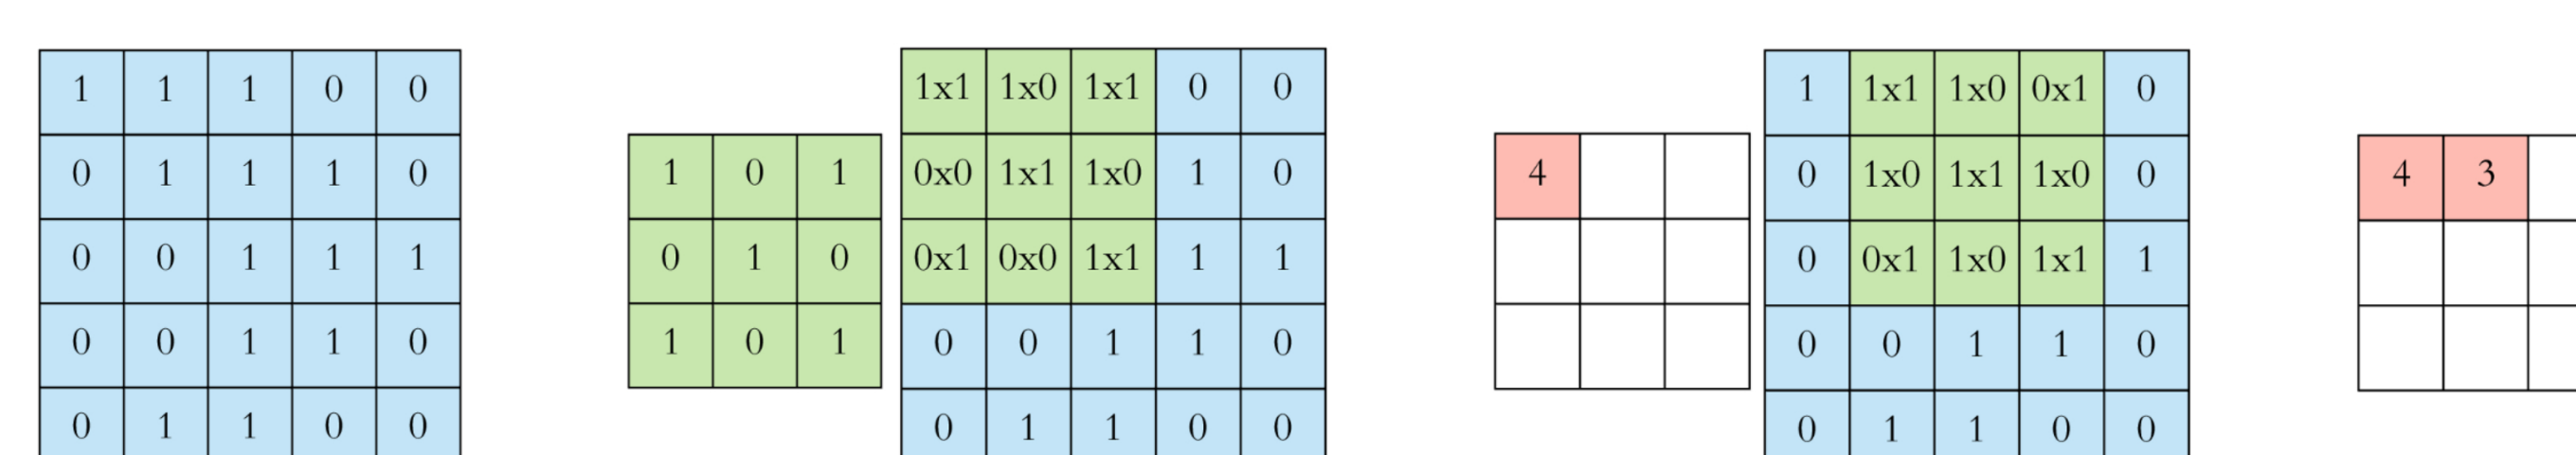 1 1 1 0 0
0 1 1 1 0
0 0 1 1 1
0 0 1 1 0
0 1 1 0 0
1 0 1
0 1 0
1 0 1
1x1 1x0 1x1 0 0
0x0 1x1 1x0 1 0
0x1 0x0 1x1 1 1
0 0 1 1 0
0 1 1 0 0
4
1 1x1 1x0 0x1 0
0 1x0 1x1 1x0 0
0 0x1 1x0 1x1 1
0 0 1 1 0
0 1 1 0 0
4 3